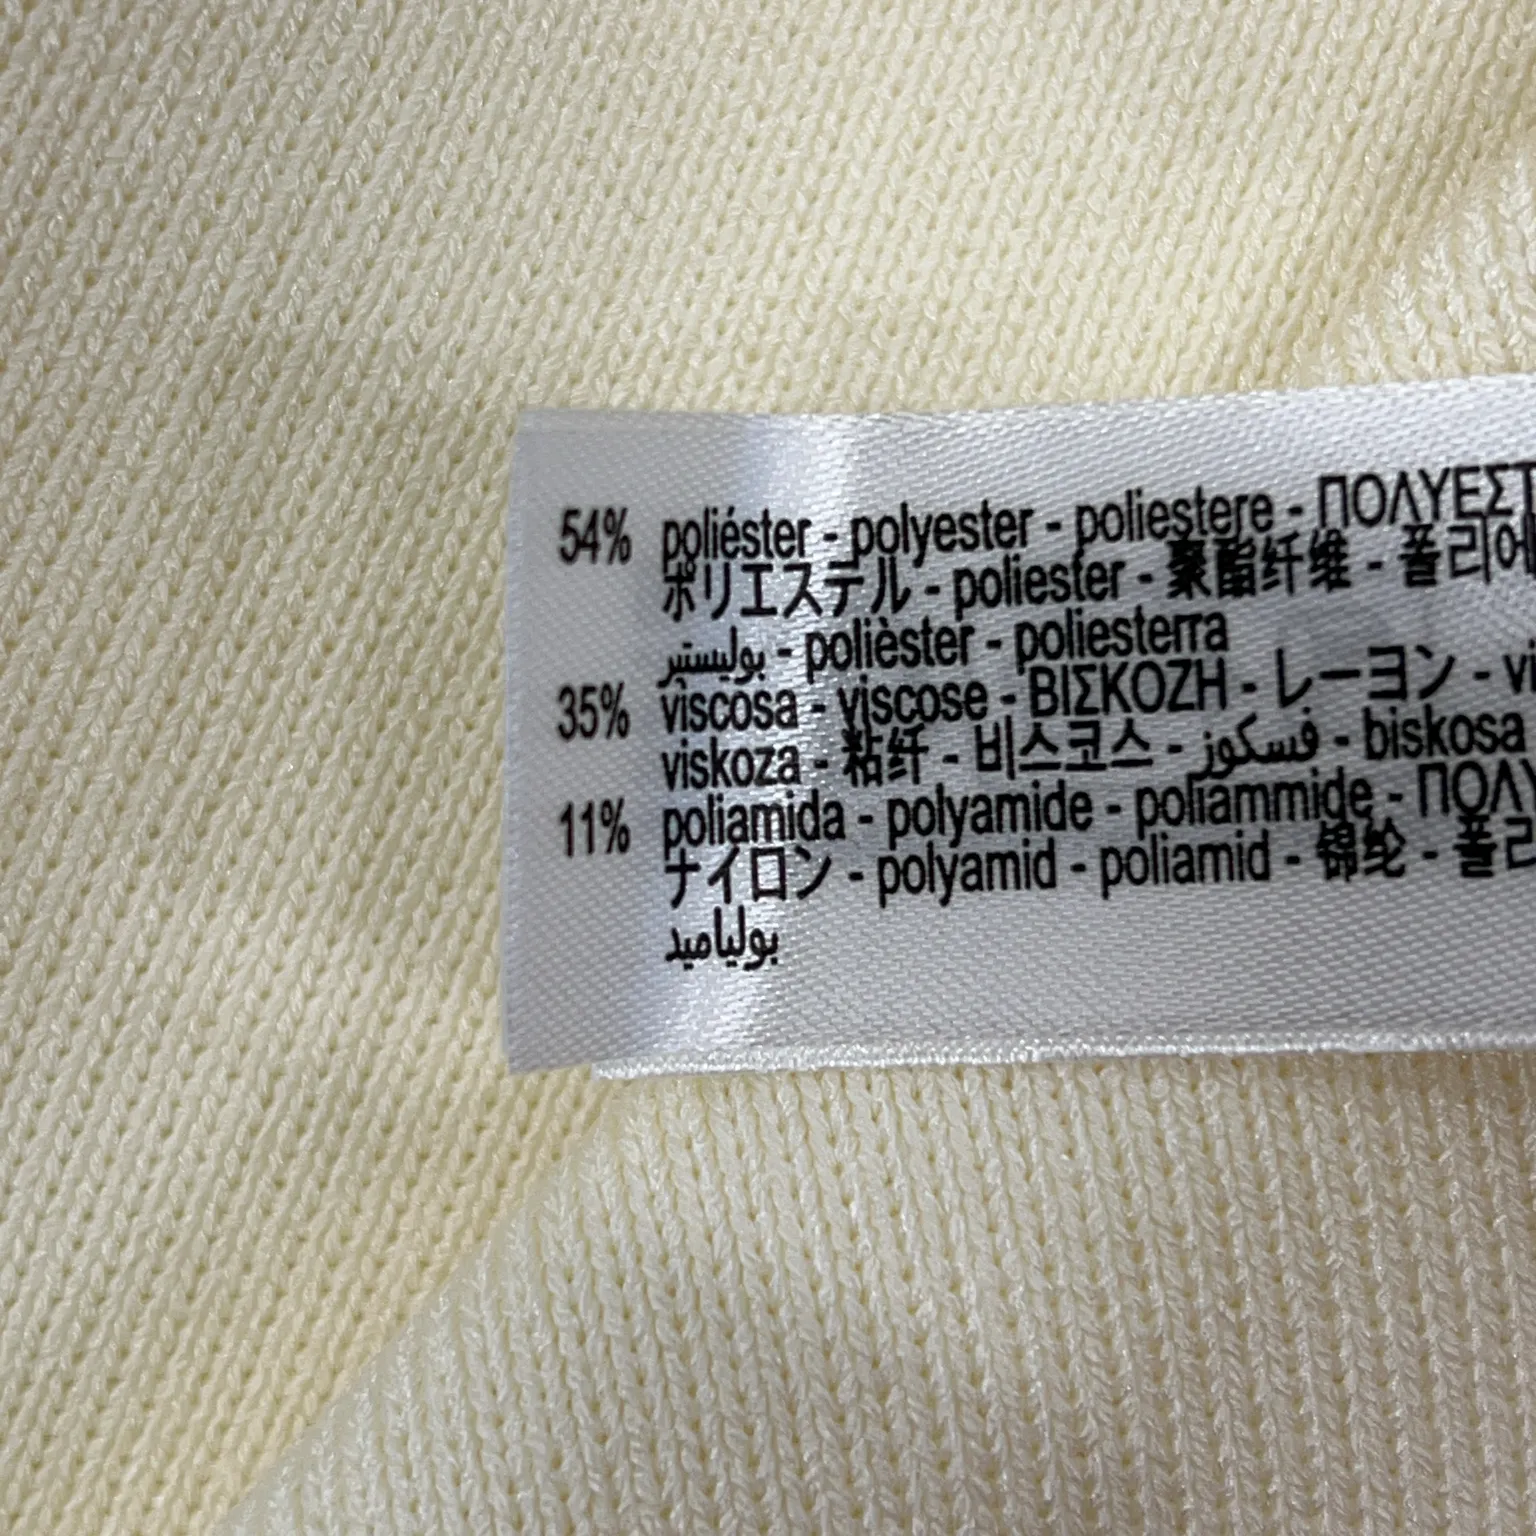 54% poliéster - polyester - poliestere - ΠΟΛΥΕΣΤ
ポリエステル - poliester - 聚酯纤维 - 폴리에
بوليستير - polièster - poliesterra
35% viscosa - viscose - ΒΙΣΚΟΖΗ - レーヨン - vi
viskoza - 粘纤 - 비스코스 - فسكوز - biskosa
11% poliamida - polyamide - poliammide - ΠΟΛΥ
ナイロン - polyamid - poliamid - 锦纶 - 폴리
بولياميد